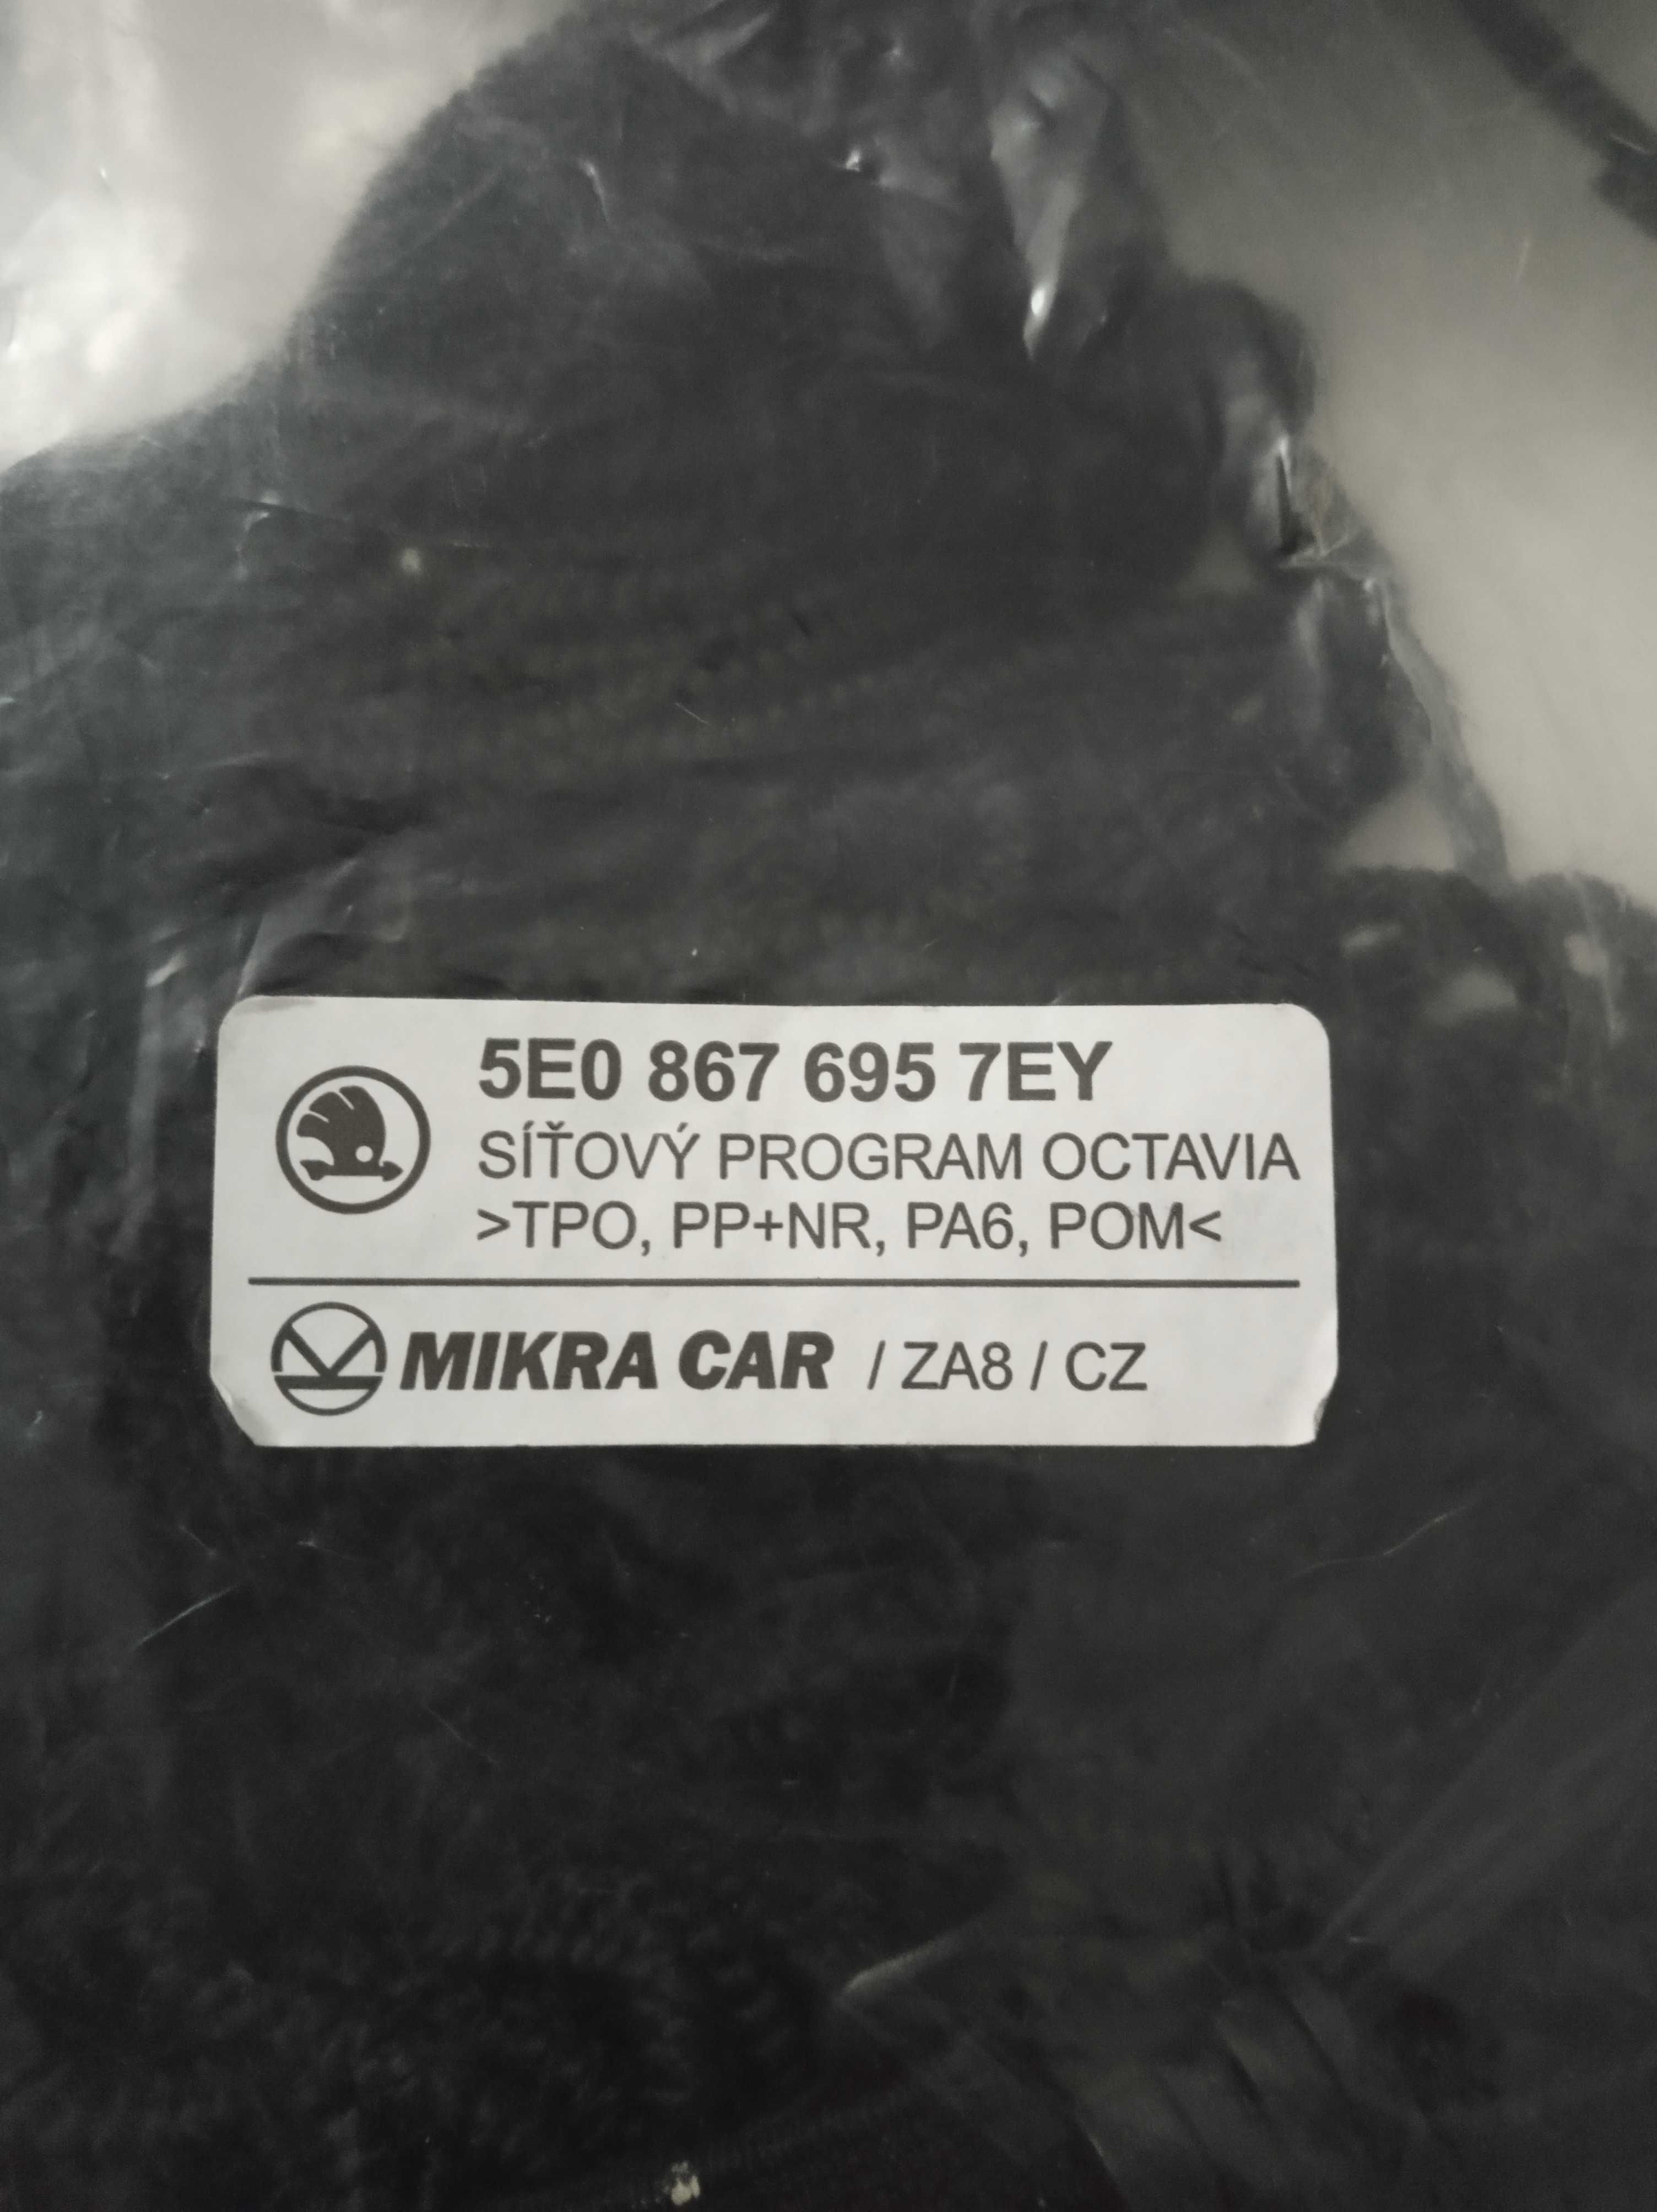 5E0 867 695 7EY
SÍŤOVÝ PROGRAM OCTAVIA
>TPO, PP+NR, PA6, POM<
MIKRA CAR / ZA8 / CZ